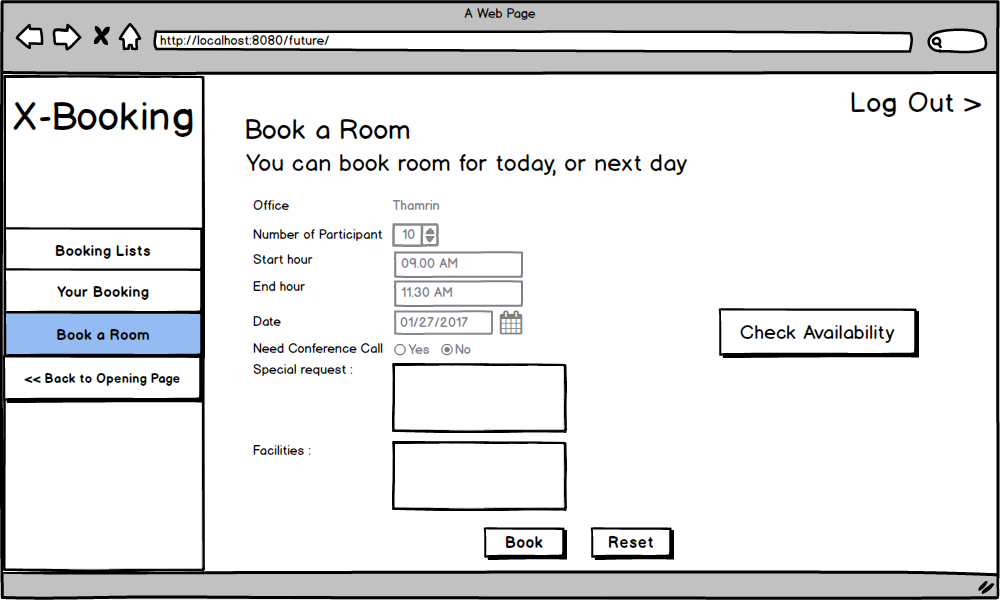 A Web Page
http://localhost:8080/future/
X-Booking
Log Out >
Book a Room
You can book room for today, or next day
Booking Lists
Your Booking
Book a Room
<< Back to Opening Page
Office Thamrin
Number of Participant 10
Start hour 09.00 AM
End hour 11.30 AM
Date 01/27/2017
Need Conference Call Yes No
Special request :
Facilities :
Check Availability
Book Reset